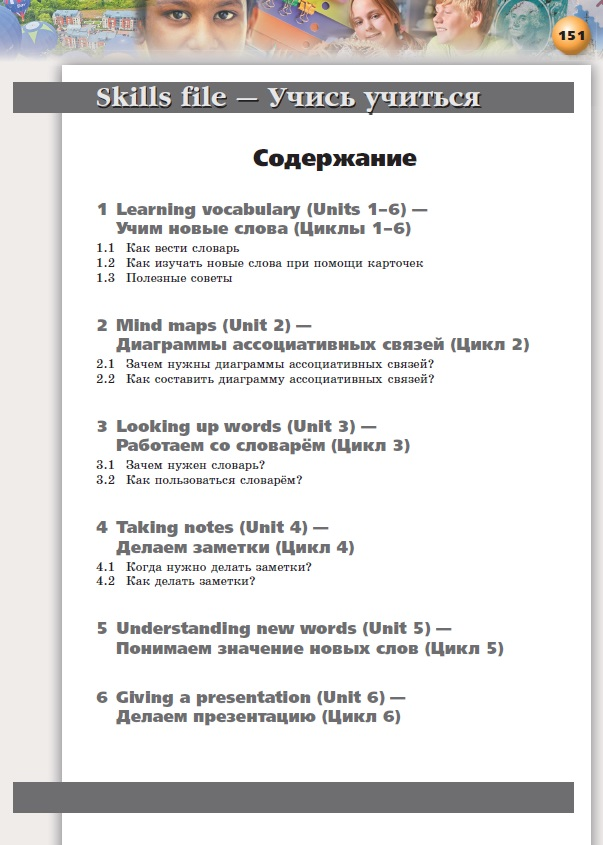 151
Skills file — Учись учиться
Содержание
1 Learning vocabulary (Units 1–6) —
Учим новые слова (Циклы 1–6)
1.1 Как вести словарь
1.2 Как изучать новые слова при помощи карточек
1.3 Полезные советы
2 Mind maps (Unit 2) —
Диаграммы ассоциативных связей (Цикл 2)
2.1 Зачем нужны диаграммы ассоциативных связей?
2.2 Как составить диаграмму ассоциативных связей?
3 Looking up words (Unit 3) —
Работаем со словарём (Цикл 3)
3.1 Зачем нужен словарь?
3.2 Как пользоваться словарём?
4 Taking notes (Unit 4) —
Делаем заметки (Цикл 4)
4.1 Когда нужно делать заметки?
4.2 Как делать заметки?
5 Understanding new words (Unit 5) —
Понимаем значение новых слов (Цикл 5)
6 Giving a presentation (Unit 6) —
Делаем презентацию (Цикл 6)